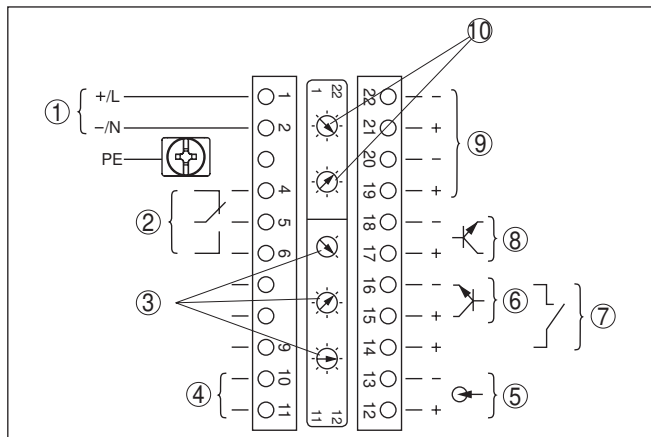 ⑩
1 22
① +/L 1 22 −
−/N 2 21 + ⑨
PE 20 −
4 19 +
② 5 18 − ⑧
6 17 +
16 − ⑥
③ 15 + ⑦
9 14 +
④ 10 13 − ⑤
11 12 +
11 12